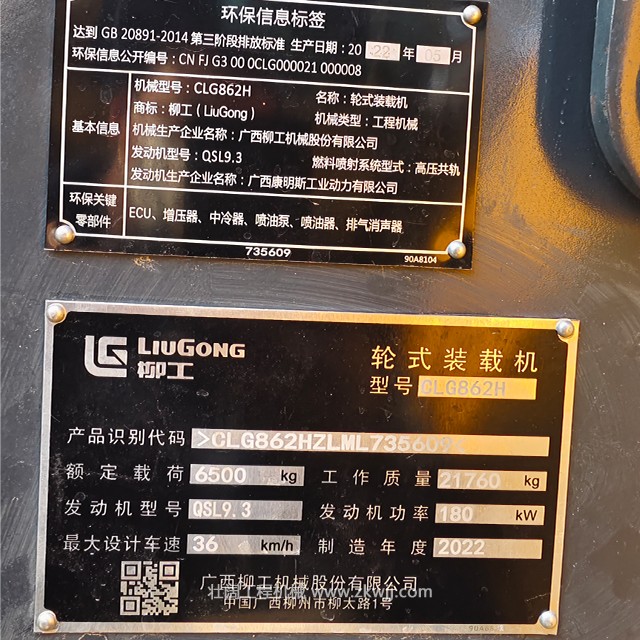 环保信息标签
达到 GB 20891-2014 第三阶段排放标准 生产日期：20 22 年 05 月
环保信息公开编号：CN FJ G3 00 0CLG000021 000008
机械型号：CLG862H 名称：轮式装载机
商标：柳工（LiuGong） 机械类型：工程机械
基本信息 机械生产企业名称：广西柳工机械股份有限公司
发动机型号：QSL9.3 燃料喷射系统型式：高压共轨
发动机生产企业名称：广西康明斯工业动力有限公司
环保关键零部件 ECU、增压器、中冷器、喷油泵、喷油器、排气消声器
735609 90A8104
LIUGONG 柳工
轮式装载机
型号 CLG862H
产品识别代码 >CLG862HZLML735609<
额定载荷 6500 kg 工作质量 21760 kg
发动机型号 QSL9.3 发动机功率 180 kW
最大设计车速 36 km/h 制造年度 2022
广西柳工机械股份有限公司
壮固工程机械 www.zkwjj.com
中国广西柳州市柳太路1号